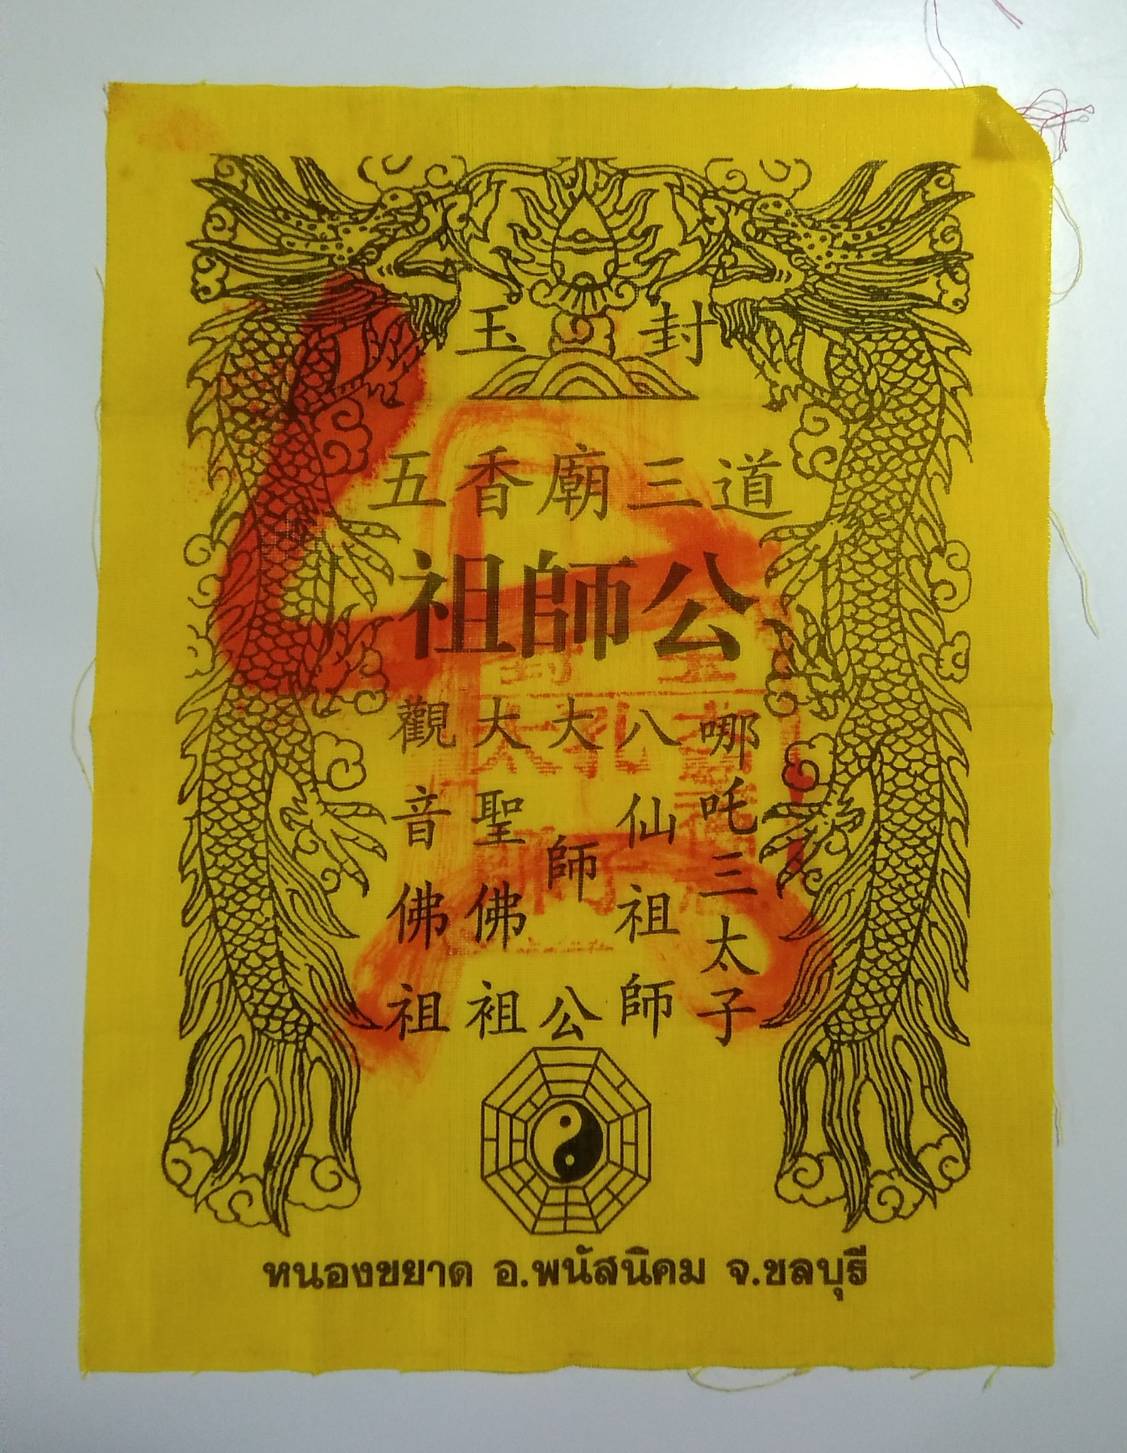 玉 封
五香廟三道
祖師公
觀音佛祖
大聖佛祖
大師公
八仙祖師
哪吒三太子
หนองขยาด อ.พนัสนิคม จ.ชลบุรี